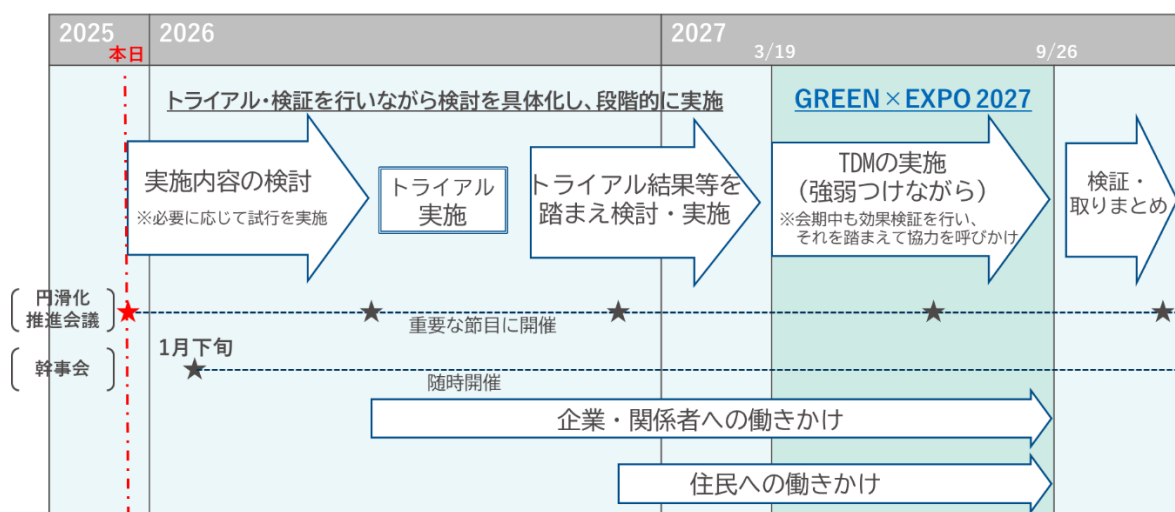 2025
2026
2027
本日
3/19
9/26
トライアル・検証を行いながら検討を具体化し、段階的に実施
GREEN×EXPO 2027
実施内容の検討
※必要に応じて試行を実施
トライアル
実施
トライアル結果等を
踏まえ検討・実施
TDMの実施
（強弱つけながら）
※会期中も効果検証を行い、
それを踏まえて協力を呼びかけ
検証・
取りまとめ
円滑化
推進会議
重要な節目に開催
幹事会
1月下旬
随時開催
企業・関係者への働きかけ
住民への働きかけ